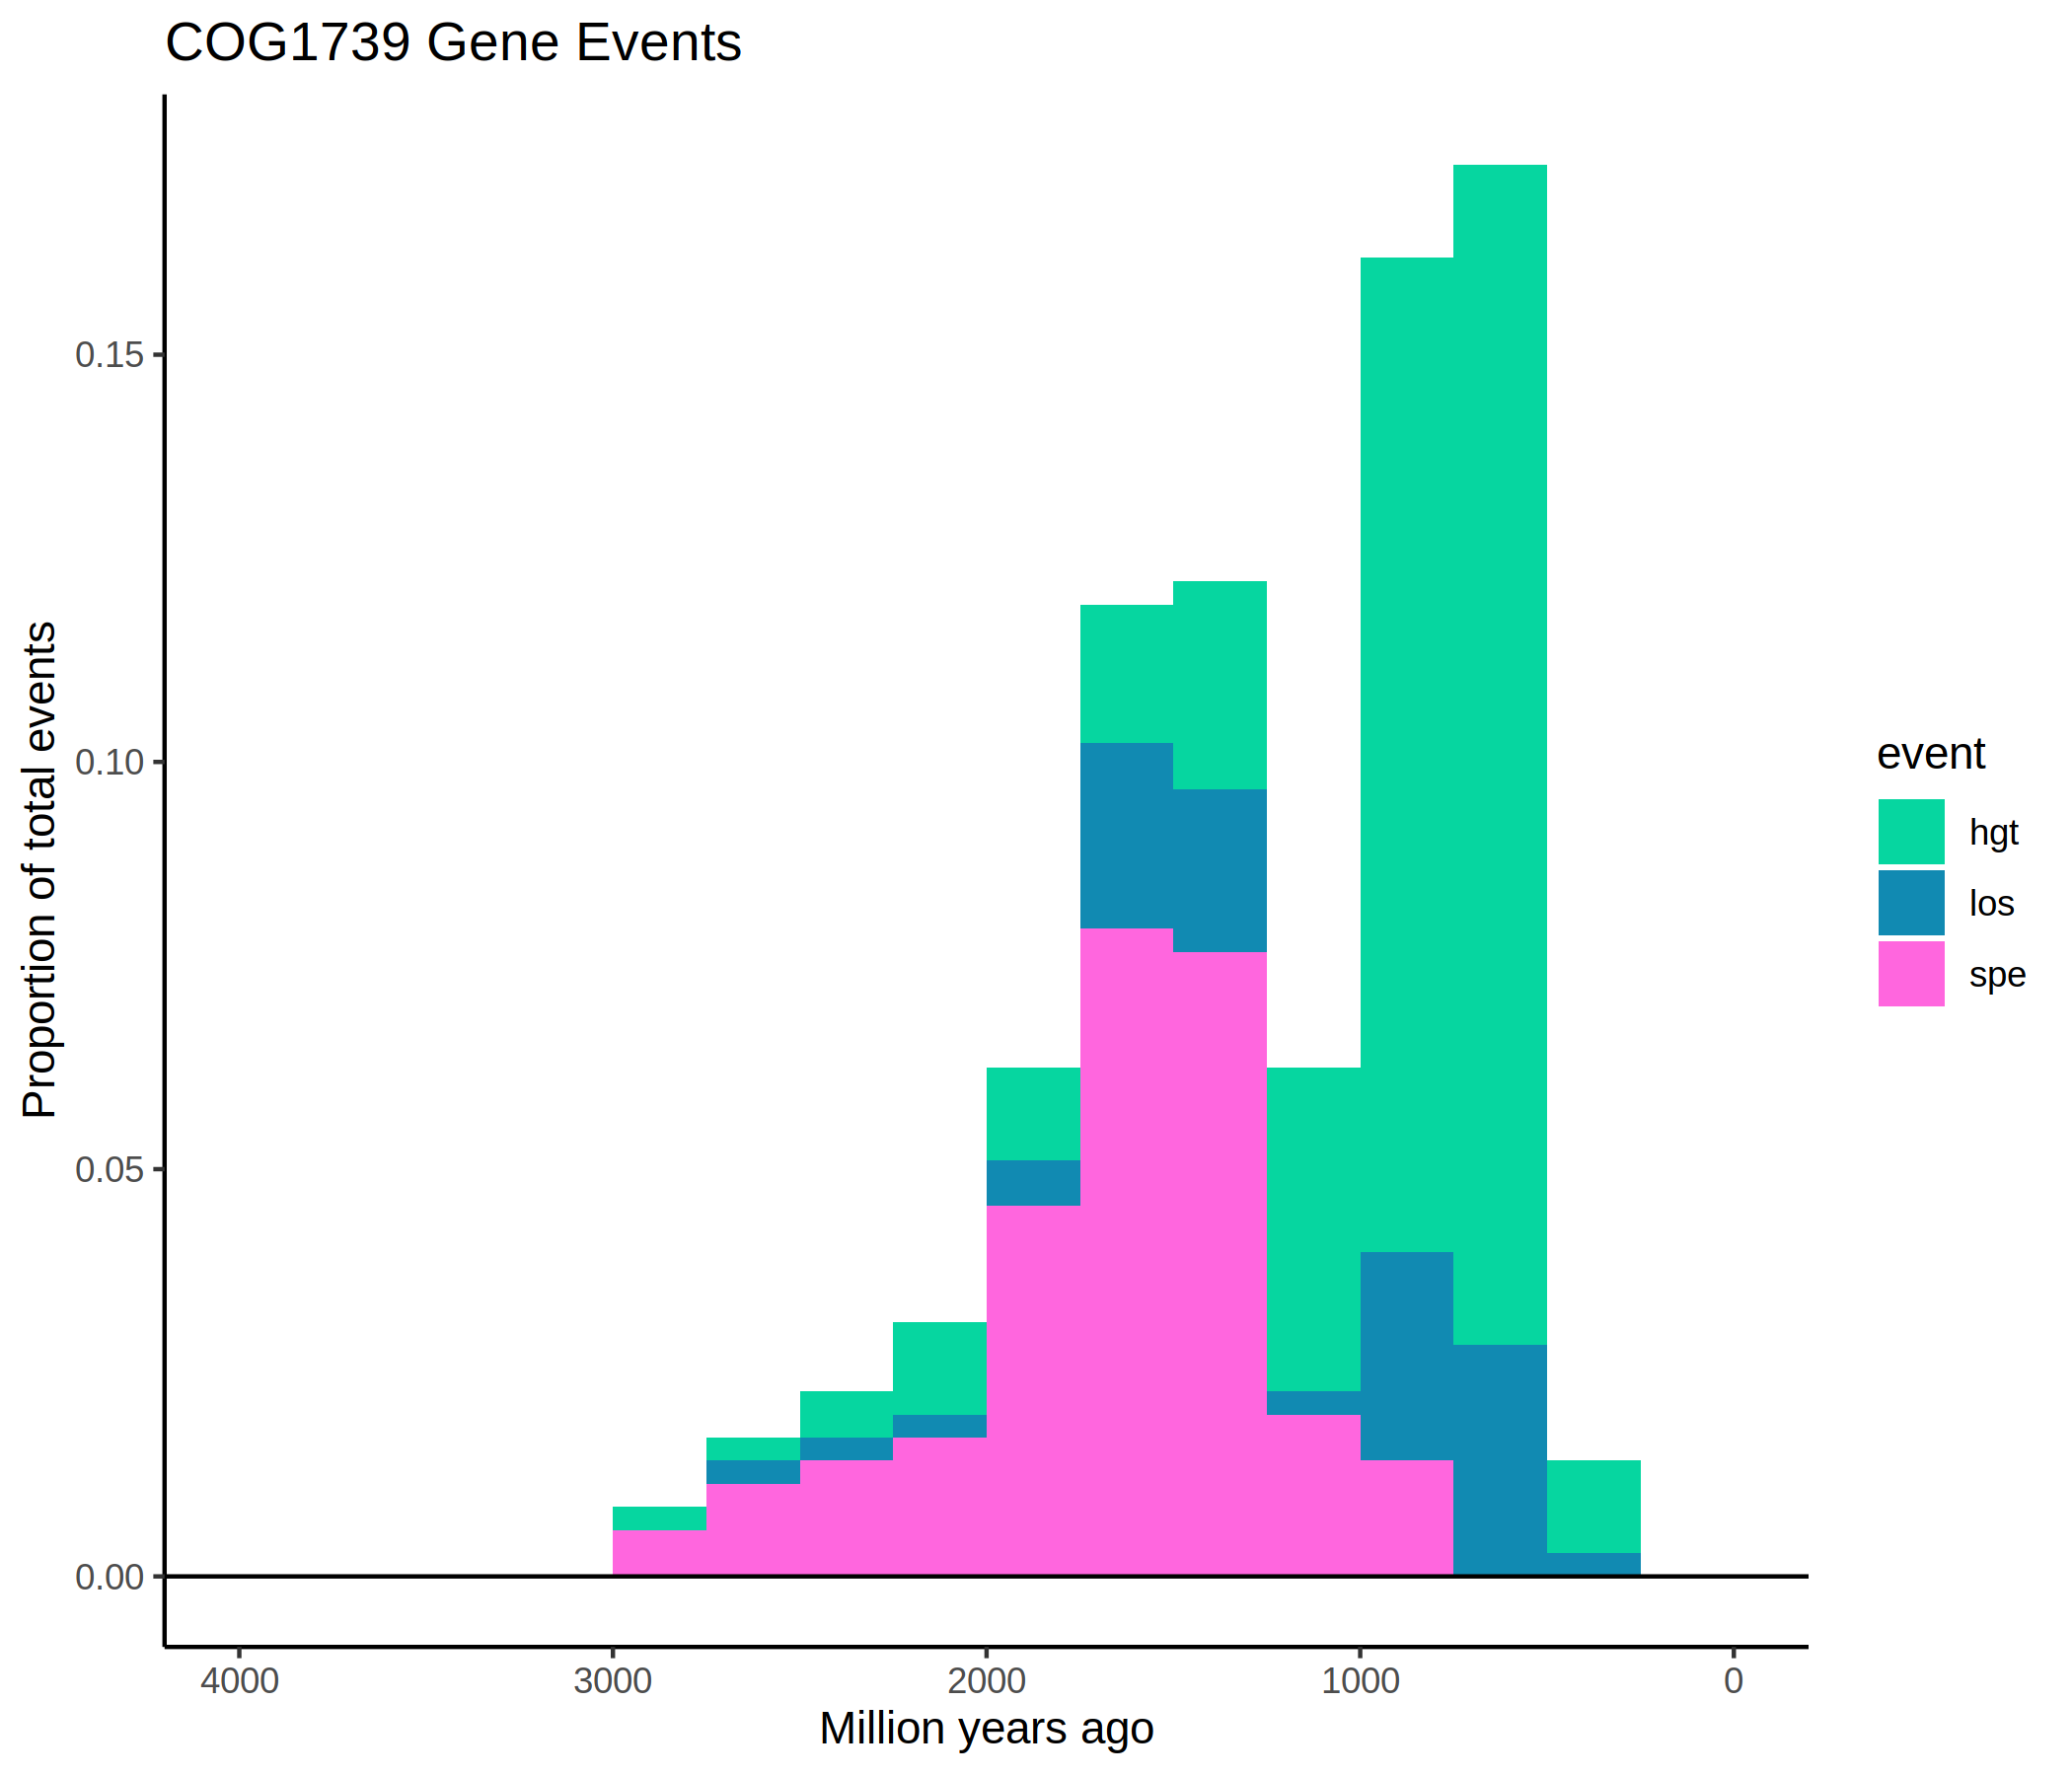 COG1739 Gene Events
Proportion of total events
0.15
0.10
0.05
0.00
4000 3000 2000 1000 0
Million years ago
event
hgt
los
spe